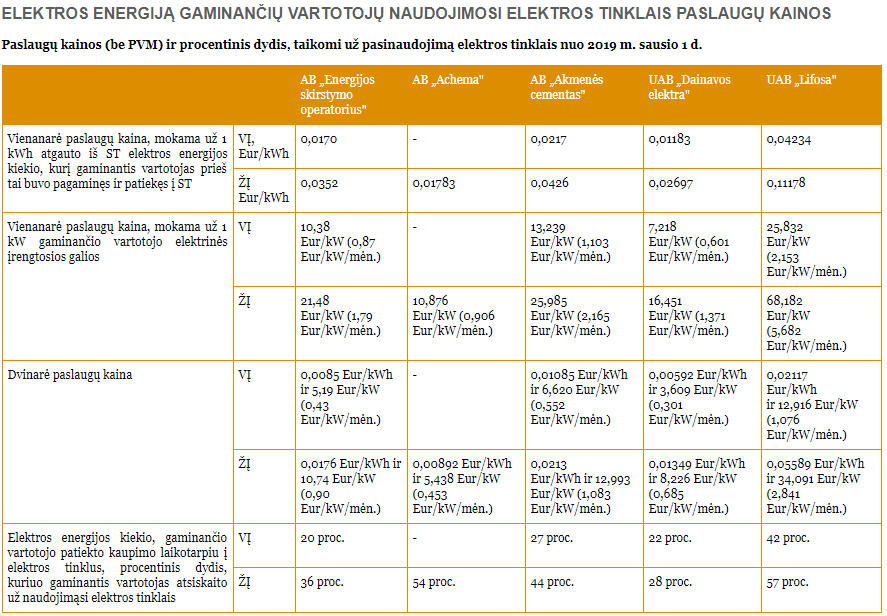 ELEKTROS ENERGIJĄ GAMINANČIŲ VARTOTOJŲ NAUDOJIMOSI ELEKTROS TINKLAIS PASLAUGŲ KAINOS
Paslaugų kainos (be PVM) ir procentinis dydis, taikomi už pasinaudojimą elektros tinklais nuo 2019 m. sausio 1 d.
AB „Energijos
skirstymo
operatorius"
AB „Achema"
AB „Akmenės
cementas"
UAB „Dainavos
elektra"
UAB „Lifosa"
Vienanarė paslaugų kaina, mokama už 1
kWh atgauto iš ST elektros energijos
kiekio, kurį gaminantis vartotojas prieš
tai buvo pagaminęs ir patiekęs į ST
VĮ,
Eur/kWh
0,0170
-
0,0217
0,01183
0,04234
ŽĮ
Eur/kWh
0,0352
0,01783
0,0426
0,02697
0,11178
Vienanarė paslaugų kaina, mokama už 1
kW gaminančio vartotojo elektrinės
įrengtosios galios
VĮ
10,38
Eur/kW (0,87
Eur/kW/mėn.)
-
13,239
Eur/kW (1,103
Eur/kW/mėn.)
7,218
Eur/kW (0,601
Eur/kW/mėn.)
25,832
Eur/kW
(2,153
Eur/kW/mėn.)
ŽĮ
21,48
Eur/kW (1,79
Eur/kW/mėn.)
10,876
Eur/kW (0,906
Eur/kW/mėn.)
25,985
Eur/kW (2,165
Eur/kW/mėn.)
16,451
Eur/kW (1,371
Eur/kW/mėn.)
68,182
Eur/kW
(5,682
Eur/kW/mėn.)
Dvinarė paslaugų kaina
VĮ
0,0085 Eur/kWh
ir 5,19 Eur/kW
(0,43
Eur/kW/mėn.)
-
0,01085 Eur/kWh
ir 6,620 Eur/kW
(0,552
Eur/kW/mėn.)
0,00592 Eur/kWh
ir 3,609 Eur/kW
(0,301
Eur/kW/mėn.)
0,02117
Eur/kWh
ir 12,916 Eur/kW
(1,076
Eur/kW/mėn.)
ŽĮ
0,0176 Eur/kWh ir
10,74 Eur/kW
(0,90
Eur/kW/mėn.)
0,00892 Eur/kWh
ir 5,438 Eur/kW
(0,453
Eur/kW/mėn.)
0,0213
Eur/kWh ir 12,993
Eur/kW (1,083
Eur/kW/mėn.)
0,01349 Eur/kWh
ir 8,226 Eur/kW
(0,685
Eur/kW/mėn.)
0,05589 Eur/kWh
ir 34,091 Eur/kW
(2,841
Eur/kW/mėn.)
Elektros energijos kiekio, gaminančio
vartotojo patiekto kaupimo laikotarpiu į
elektros tinklus, procentinis dydis,
kuriuo gaminantis vartotojas atsiskaito
už naudojimąsi elektros tinklais
VĮ
20 proc.
-
27 proc.
22 proc.
42 proc.
ŽĮ
36 proc.
54 proc.
44 proc.
28 proc.
57 proc.